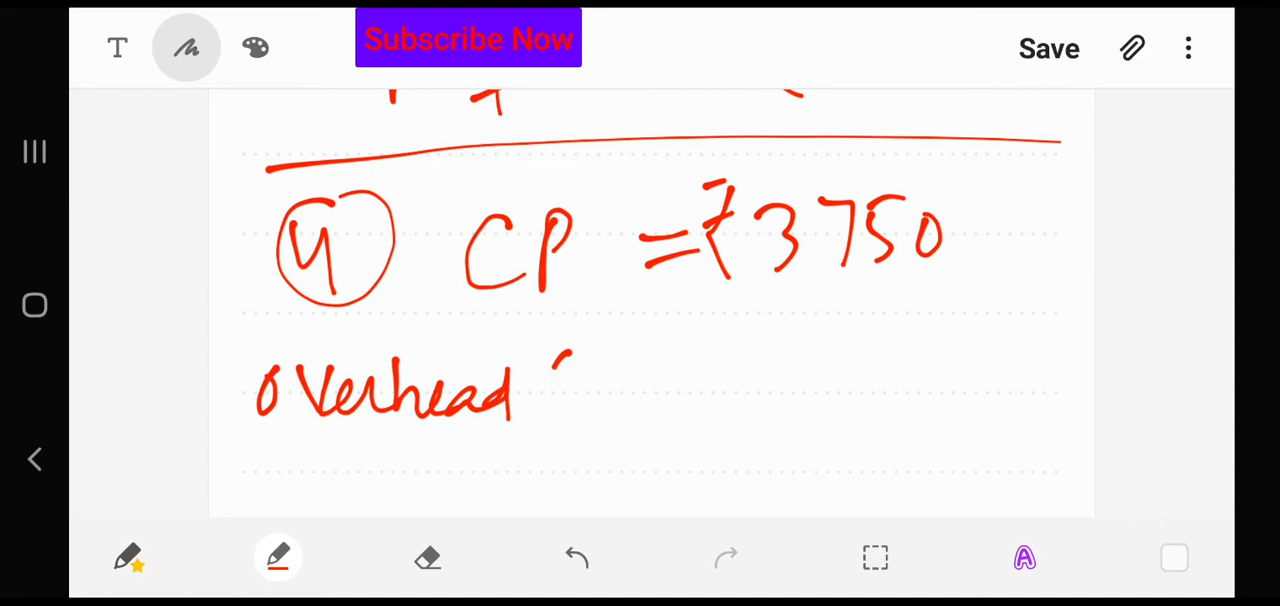 T
Subscribe Now
Save
4 CP = ₹3750
overhead
A